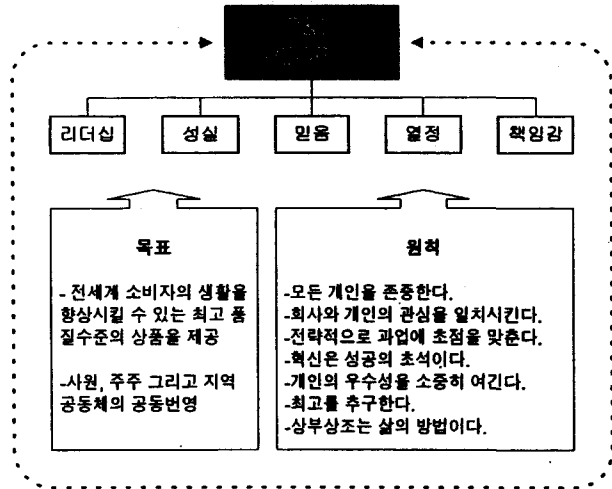 리더십
성실
믿음
열정
책임감
목표
- 전세계 소비자의 생활을
향상시킬 수 있는 최고 품
질수준의 상품을 제공
-사원, 주주 그리고 지역
공동체의 공동번영
원칙
-모든 개인을 존중한다.
-회사와 개인의 관심을 일치시킨다.
-전략적으로 과업에 초점을 맞춘다.
-혁신은 성공의 초석이다.
-개인의 우수성을 소중히 여긴다.
-최고를 추구한다.
-상부상조는 삶의 방법이다.